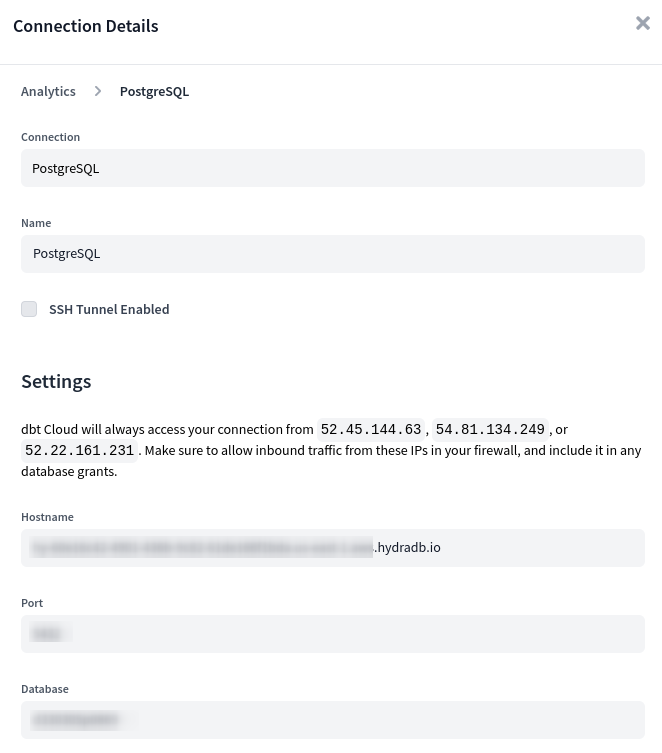 Connection Details
Analytics
PostgreSQL
Connection
PostgreSQL
Name
PostgreSQL
SSH Tunnel Enabled
Settings
dbt Cloud will always access your connection from 52.45.144.63, 54.81.134.249, or
52.22.161.231. Make sure to allow inbound traffic from these IPs in your firewall, and include it in any
database grants.
Hostname
.hydradb.io
Port
Database